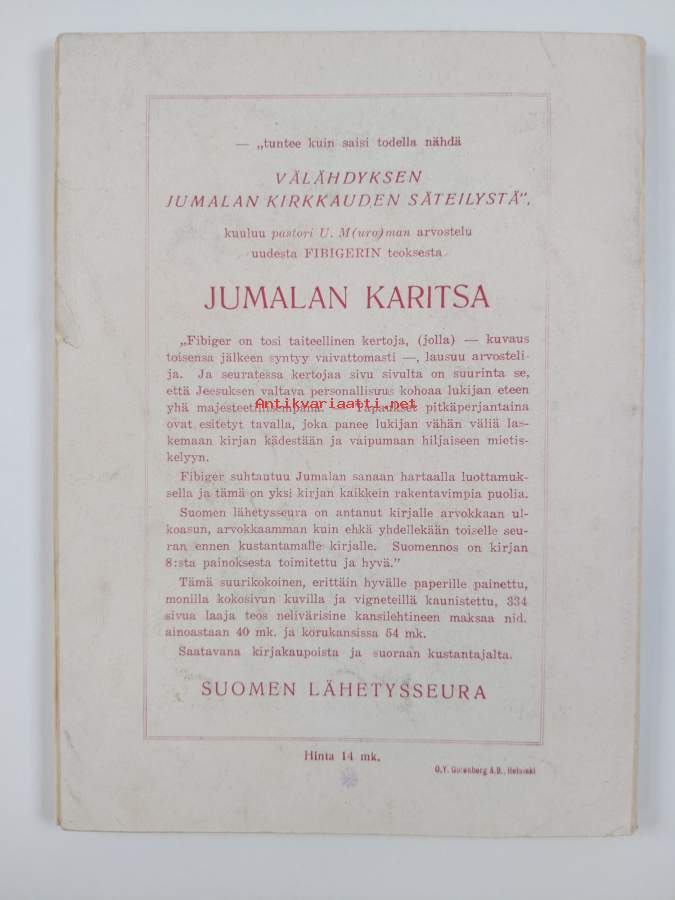 — „tuntee kuin saisi todella nähdä
VÄLÄHDYKSEN
JUMALAN KIRKKAUDEN SÄTEILYSTÄ",
kuuluu pastori U. M(uro)man arvostelu
uudesta FIBIGERIN teoksesta
JUMALAN KARITSA
„Fibiger on tosi taiteellinen kertoja, (jolla) — kuvaus
toisensa jälkeen syntyy vaivattomasti —, lausuu arvosteli-
ja. Ja seuratessa kertojaa sivu sivulta on suurinta se,
että Jeesuksen valtava personallisuus kohoaa lukijan eteen
yhä majesteetillisempana. — Tapaukset pitkäperjantaina
Antikvariaatti.net
ovat esitetyt tavalla, joka panee lukijan vähän väliä las-
kemaan kirjan kädestään ja vaipumaan hiljaiseen mietis-
kelyyn.
Fibiger suhtautuu Jumalan sanaan hartaalla luottamuk-
sella ja tämä on yksi kirjan kaikkein rakentavimpia puolia.
Suomen lähetysseura on antanut kirjalle arvokkaan ul-
koasun, arvokkaamman kuin ehkä yhdellekään toiselle seu-
ran ennen kustantamalle kirjalle. Suomennos on kirjan
8:sta painoksesta toimitettu ja hyvä."
Tämä suurikokoinen, erittäin hyvälle paperille painettu,
monilla kokosivun kuvilla ja vigneteillä kaunistettu, 334
sivua laaja teos nelivärisine kansilehtineen maksaa nid.
ainoastaan 40 mk. ja korukansissa 54 mk.
Saatavana kirjakaupoista ja suoraan kustantajalta.
SUOMEN LÄHETYSSEURA
Hinta 14 mk.
O.Y. Gutenberg A.B., Helsinki